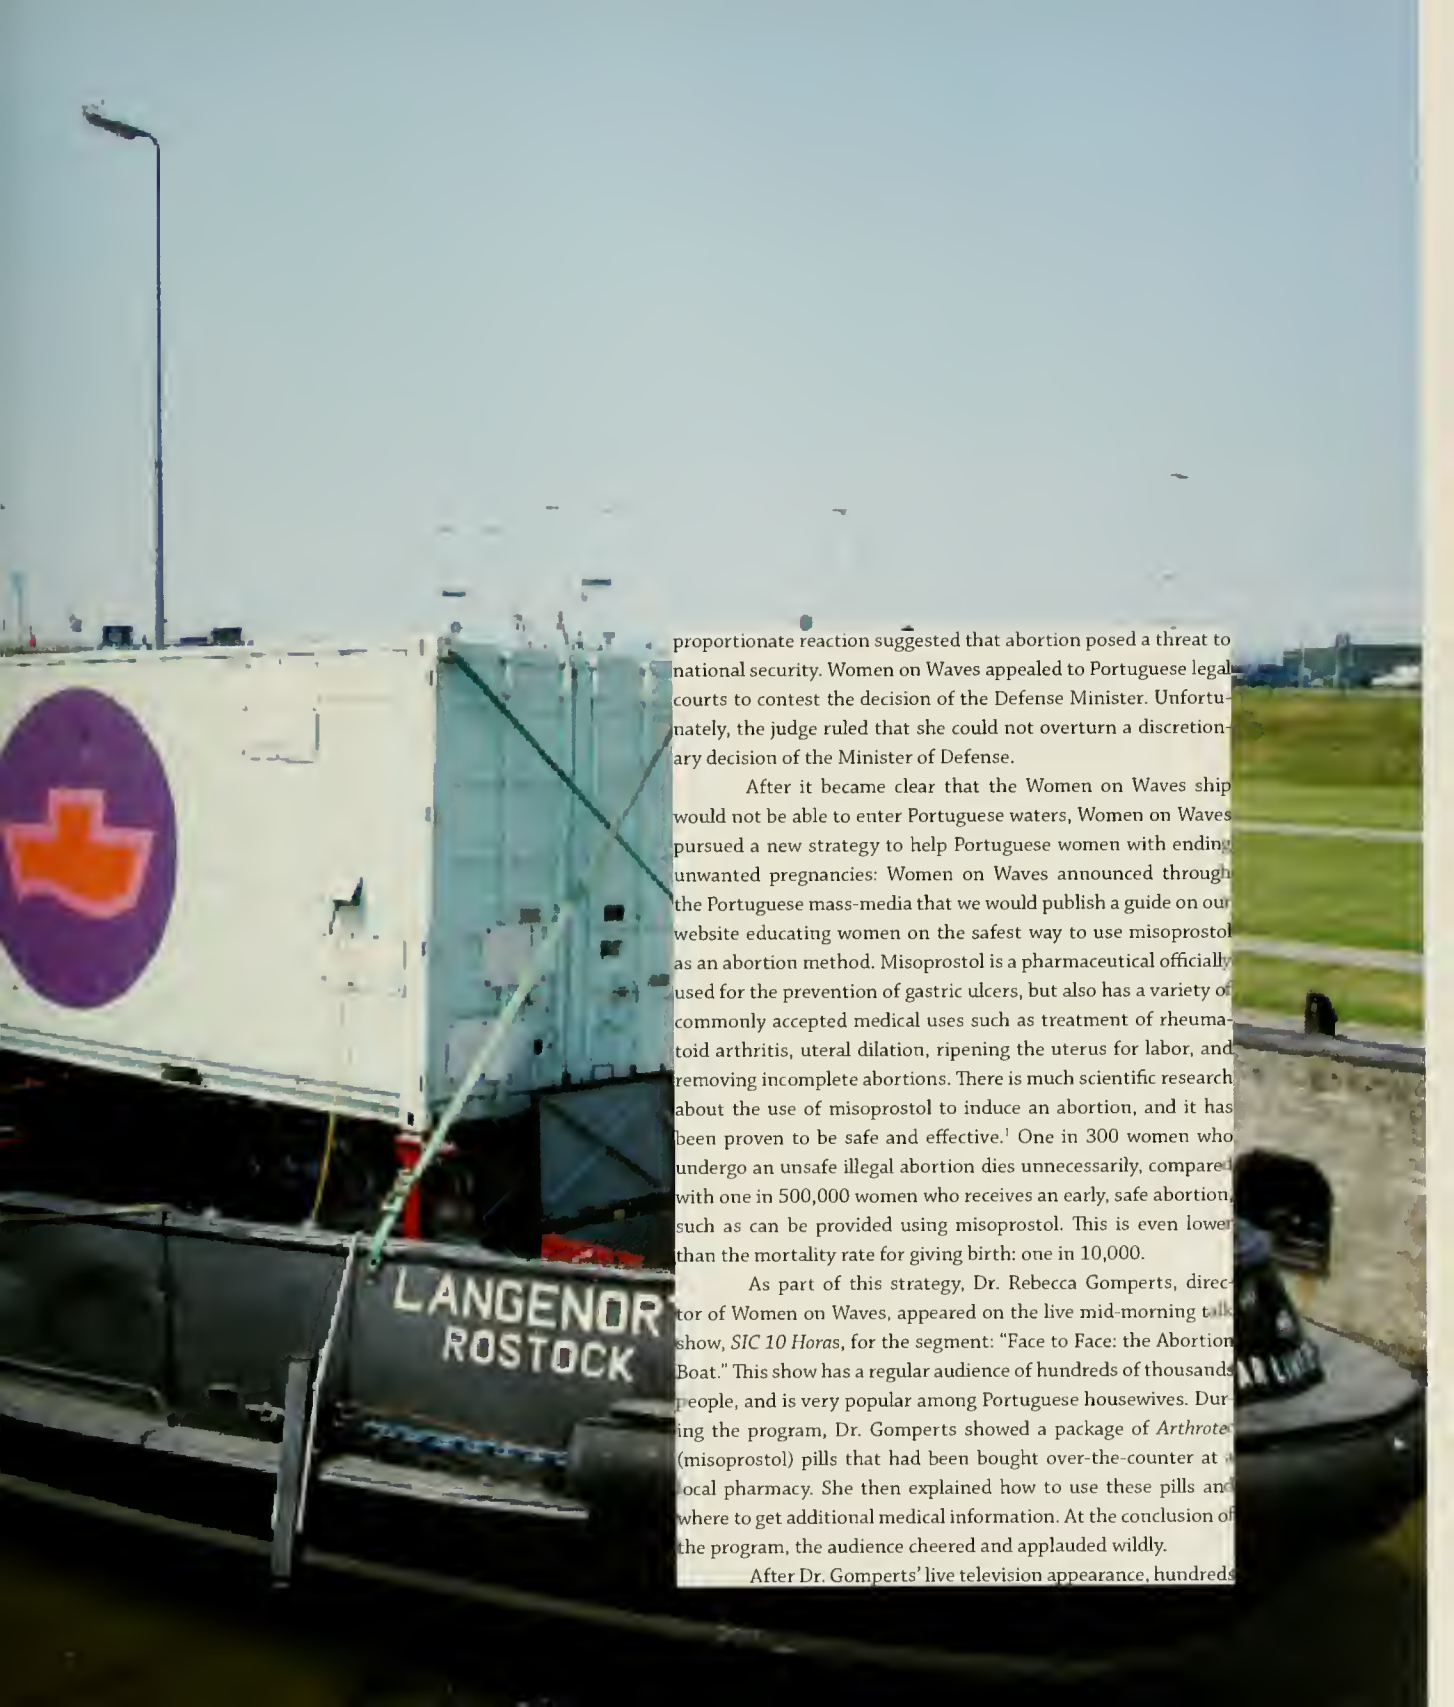 LANGENOR
ROSTOCK
proportionate reaction suggested that abortion posed a threat to
national security. Women on Waves appealed to Portuguese legal
courts to contest the decision of the Defense Minister. Unfortu-
nately, the judge ruled that she could not overturn a discretion-
ary decision of the Minister of Defense.
After it became clear that the Women on Waves ship
would not be able to enter Portuguese waters, Women on Waves
pursued a new strategy to help Portuguese women with ending
unwanted pregnancies: Women on Waves announced through
the Portuguese mass-media that we would publish a guide on our
website educating women on the safest way to use misoprostol
as an abortion method. Misoprostol is a pharmaceutical officially
used for the prevention of gastric ulcers, but also has a variety of
commonly accepted medical uses such as treatment of rheuma-
toid arthritis, uteral dilation, ripening the uterus for labor, and
removing incomplete abortions. There is much scientific research
about the use of misoprostol to induce an abortion, and it has
been proven to be safe and effective.¹ One in 300 women who
undergo an unsafe illegal abortion dies unnecessarily, compared
with one in 500,000 women who receives an early, safe abortion,
such as can be provided using misoprostol. This is even lower
than the mortality rate for giving birth: one in 10,000.
As part of this strategy, Dr. Rebecca Gomperts, direc-
tor of Women on Waves, appeared on the live mid-morning talk
show, SIC 10 Horas, for the segment: "Face to Face: the Abortion
Boat." This show has a regular audience of hundreds of thousands
people, and is very popular among Portuguese housewives. Dur-
ing the program, Dr. Gomperts showed a package of Arthrotec
(misoprostol) pills that had been bought over-the-counter at a
local pharmacy. She then explained how to use these pills and
where to get additional medical information. At the conclusion of
the program, the audience cheered and applauded wildly.
After Dr. Gomperts' live television appearance, hundreds